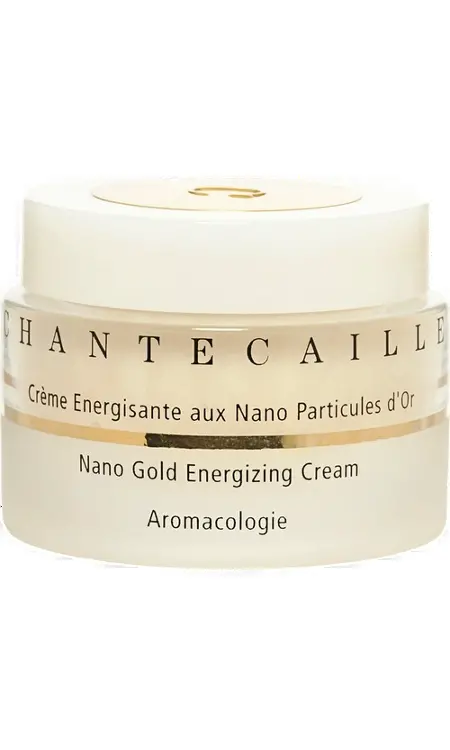 CHANTECAILLE
Crème Energisante aux Nano Particules d'Or
Nano Gold Energizing Cream
Aromacologie